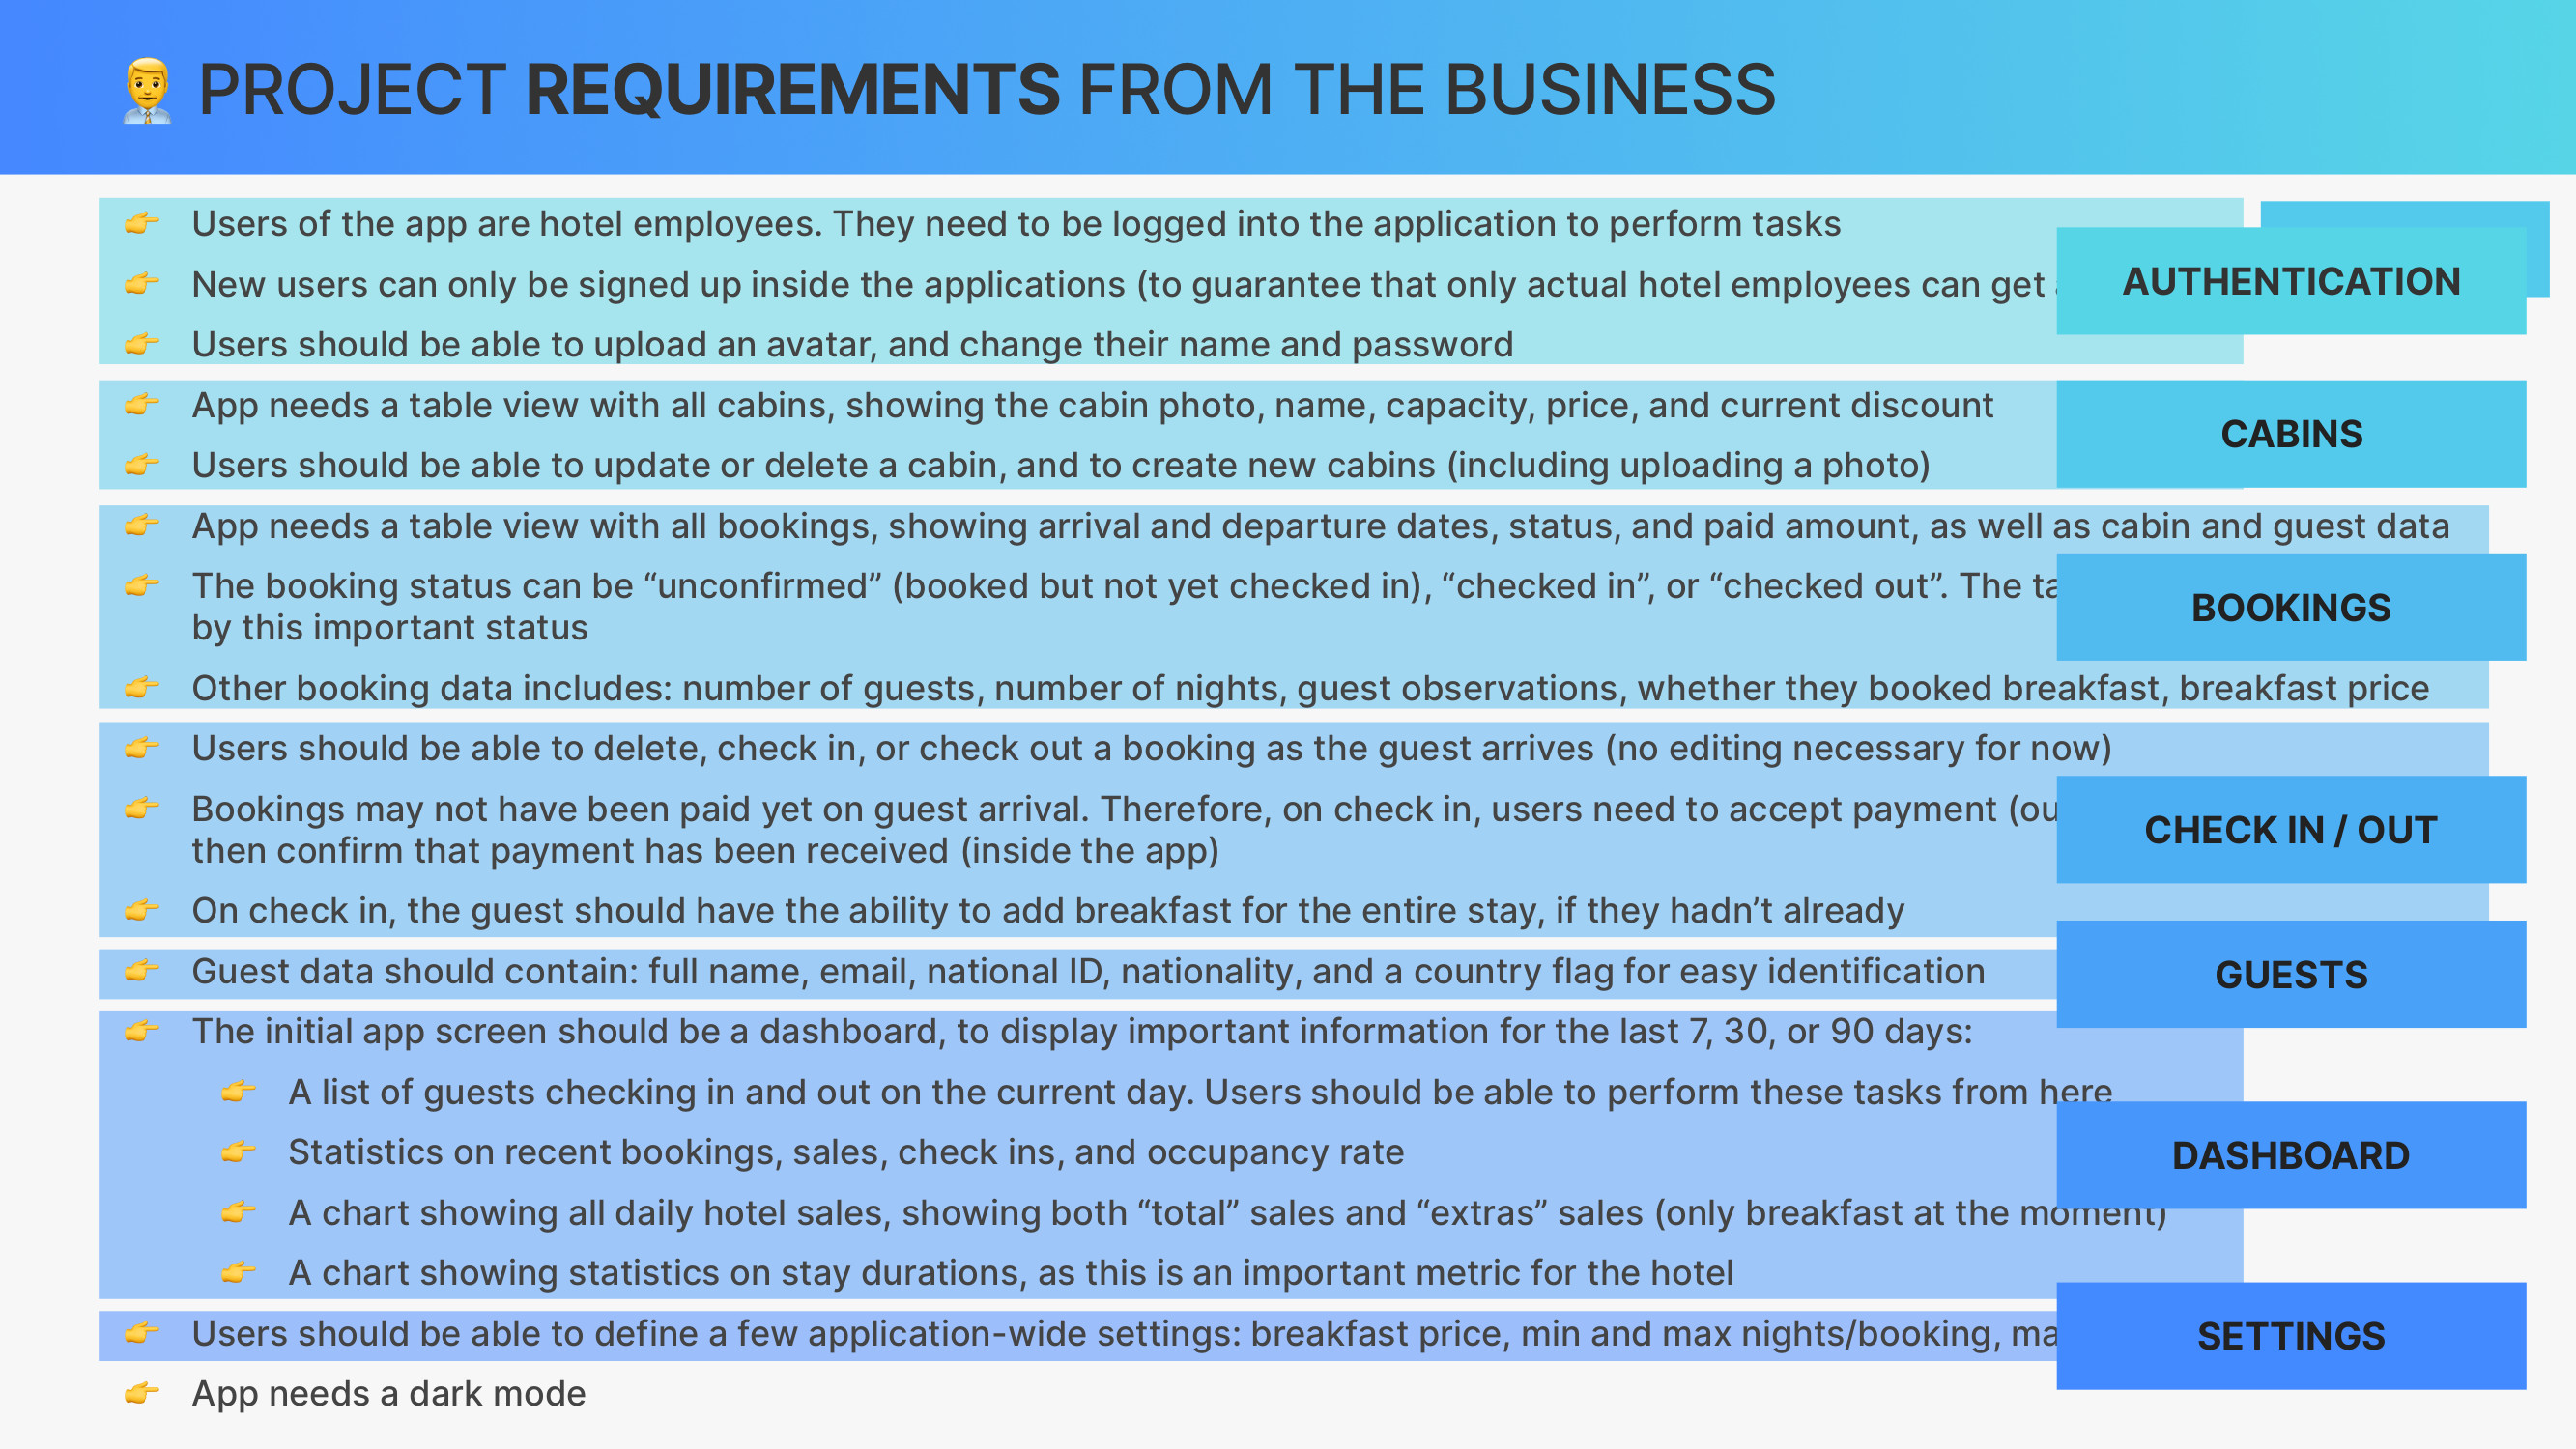 PROJECT REQUIREMENTS FROM THE BUSINESS
Users of the app are hotel employees. They need to be logged into the application to perform tasks
New users can only be signed up inside the applications (to guarantee that only actual hotel employees can get
Users should be able to upload an avatar, and change their name and password
AUTHENTICATION
App needs a table view with all cabins, showing the cabin photo, name, capacity, price, and current discount
Users should be able to update or delete a cabin, and to create new cabins (including uploading a photo)
CABINS
App needs a table view with all bookings, showing arrival and departure dates, status, and paid amount, as well as cabin and guest data
The booking status can be “unconfirmed” (booked but not yet checked in), “checked in”, or “checked out”. The
by this important status
Other booking data includes: number of guests, number of nights, guest observations, whether they booked breakfast, breakfast price
BOOKINGS
Users should be able to delete, check in, or check out a booking as the guest arrives (no editing necessary for now)
Bookings may not have been paid yet on guest arrival. Therefore, on check in, users need to accept payment
then confirm that payment has been received (inside the app)
On check in, the guest should have the ability to add breakfast for the entire stay, if they hadn’t already
CHECK IN / OUT
Guest data should contain: full name, email, national ID, nationality, and a country flag for easy identification
GUESTS
The initial app screen should be a dashboard, to display important information for the last 7, 30, or 90 days:
A list of guests checking in and out on the current day. Users should be able to perform these tasks from here
Statistics on recent bookings, sales, check ins, and occupancy rate
A chart showing all daily hotel sales, showing both “total” sales and “extras” sales (only breakfast at the moment)
A chart showing statistics on stay durations, as this is an important metric for the hotel
DASHBOARD
Users should be able to define a few application-wide settings: breakfast price, min and max nights/booking,
SETTINGS
App needs a dark mode